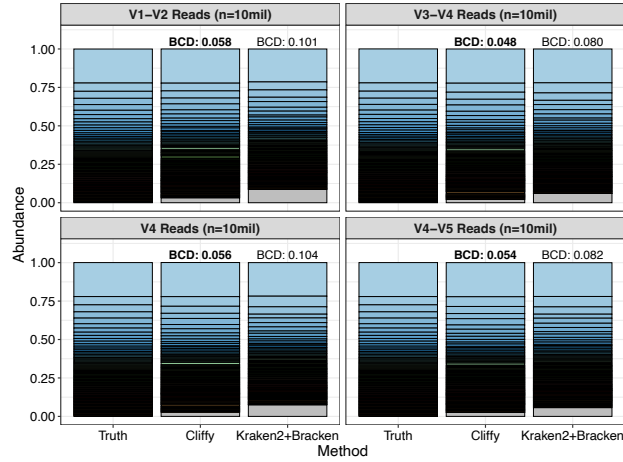 V1−V2 Reads (n=10mil)
V3−V4 Reads (n=10mil)
BCD: 0.058
BCD: 0.101
BCD: 0.048
BCD: 0.080
1.00
0.75
0.50
0.25
0.00
V4 Reads (n=10mil)
V4−V5 Reads (n=10mil)
BCD: 0.056
BCD: 0.104
BCD: 0.054
BCD: 0.082
1.00
0.75
0.50
0.25
0.00
Abundance
Truth
Cliffy
Kraken2+Bracken
Truth
Cliffy
Kraken2+Bracken
Method